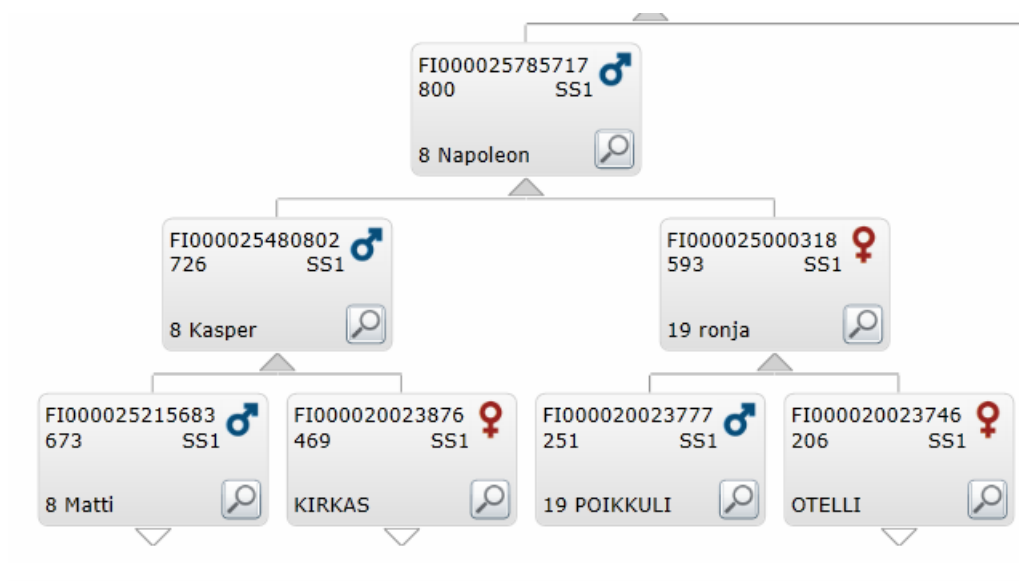 FI000025785717
800 SS1
8 Napoleon
FI000025480802
726 SS1
8 Kasper
FI000025000318
593 SS1
19 ronja
FI000025215683
673 SS1
8 Matti
FI000020023876
469 SS1
KIRKAS
FI000020023777
251 SS1
19 POIKKULI
FI000020023746
206 SS1
OTELLI